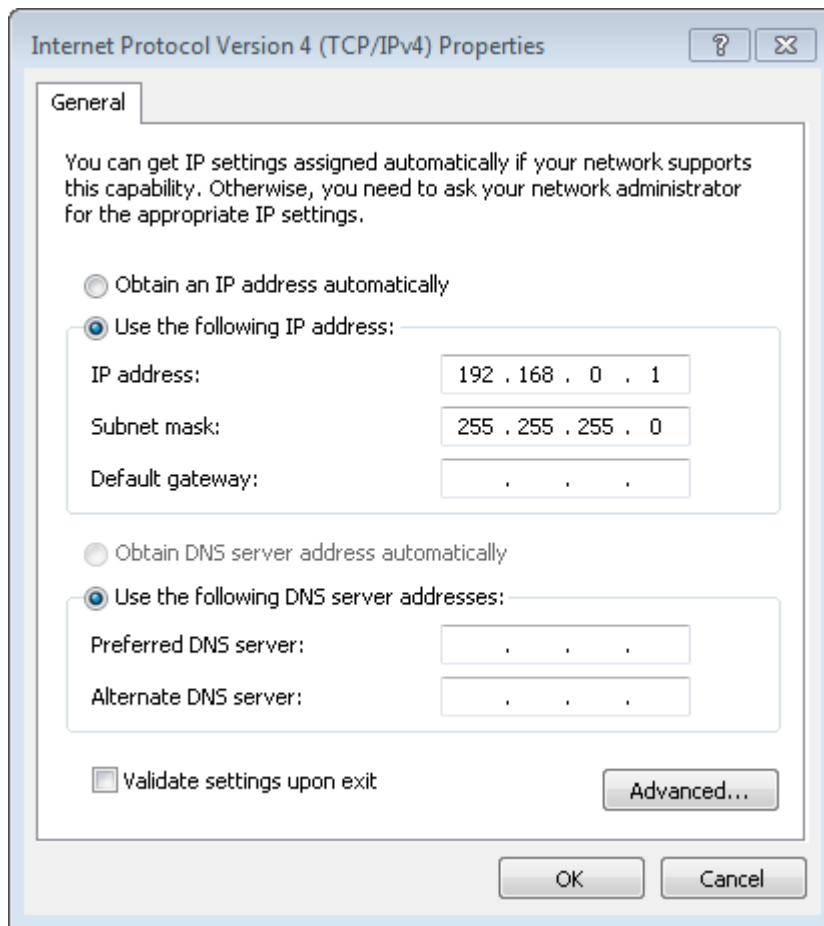 Internet Protocol Version 4 (TCP/IPv4) Properties
General
You can get IP settings assigned automatically if your network supports
this capability. Otherwise, you need to ask your network administrator
for the appropriate IP settings.
Obtain an IP address automatically
Use the following IP address:
IP address: 192 . 168 . 0 . 1
Subnet mask: 255 . 255 . 255 . 0
Default gateway: . . .
Obtain DNS server address automatically
Use the following DNS server addresses:
Preferred DNS server: . . .
Alternate DNS server: . . .
Validate settings upon exit
Advanced...
OK Cancel